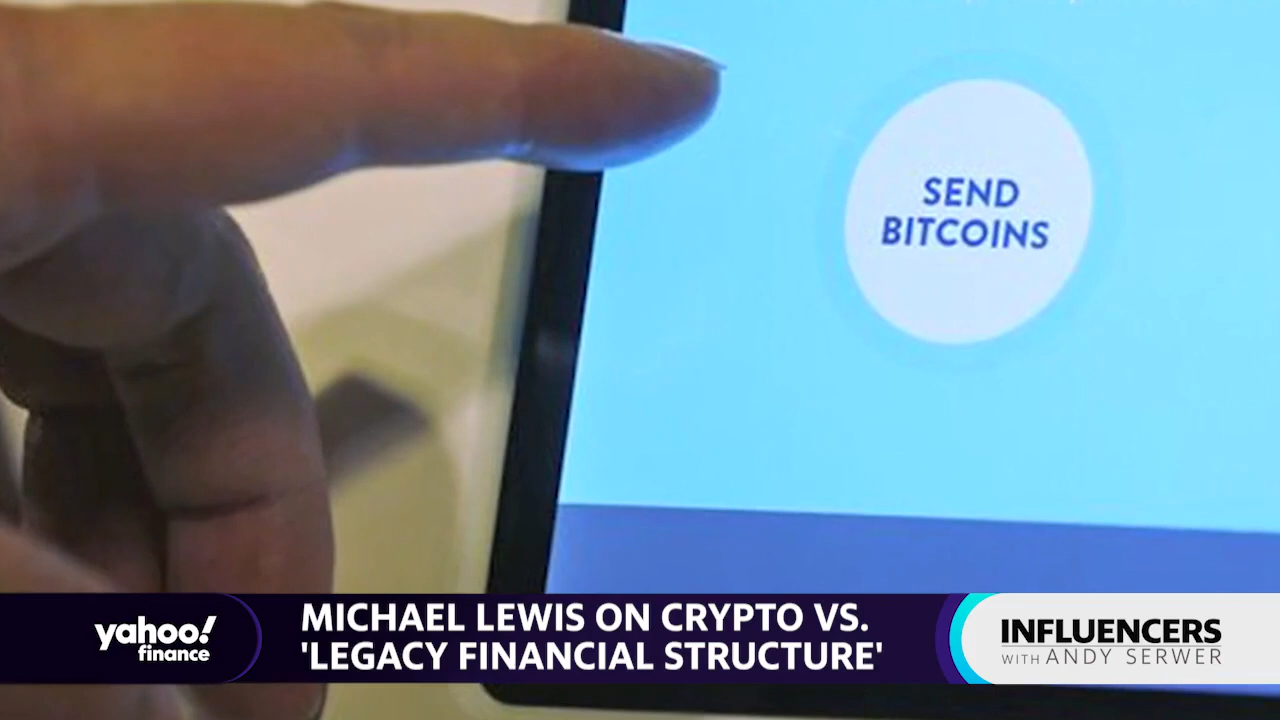 SEND
BITCOINS
yahoo!
finance
MICHAEL LEWIS ON CRYPTO VS.
'LEGACY FINANCIAL STRUCTURE'
INFLUENCERS
WITH ANDY SERWER